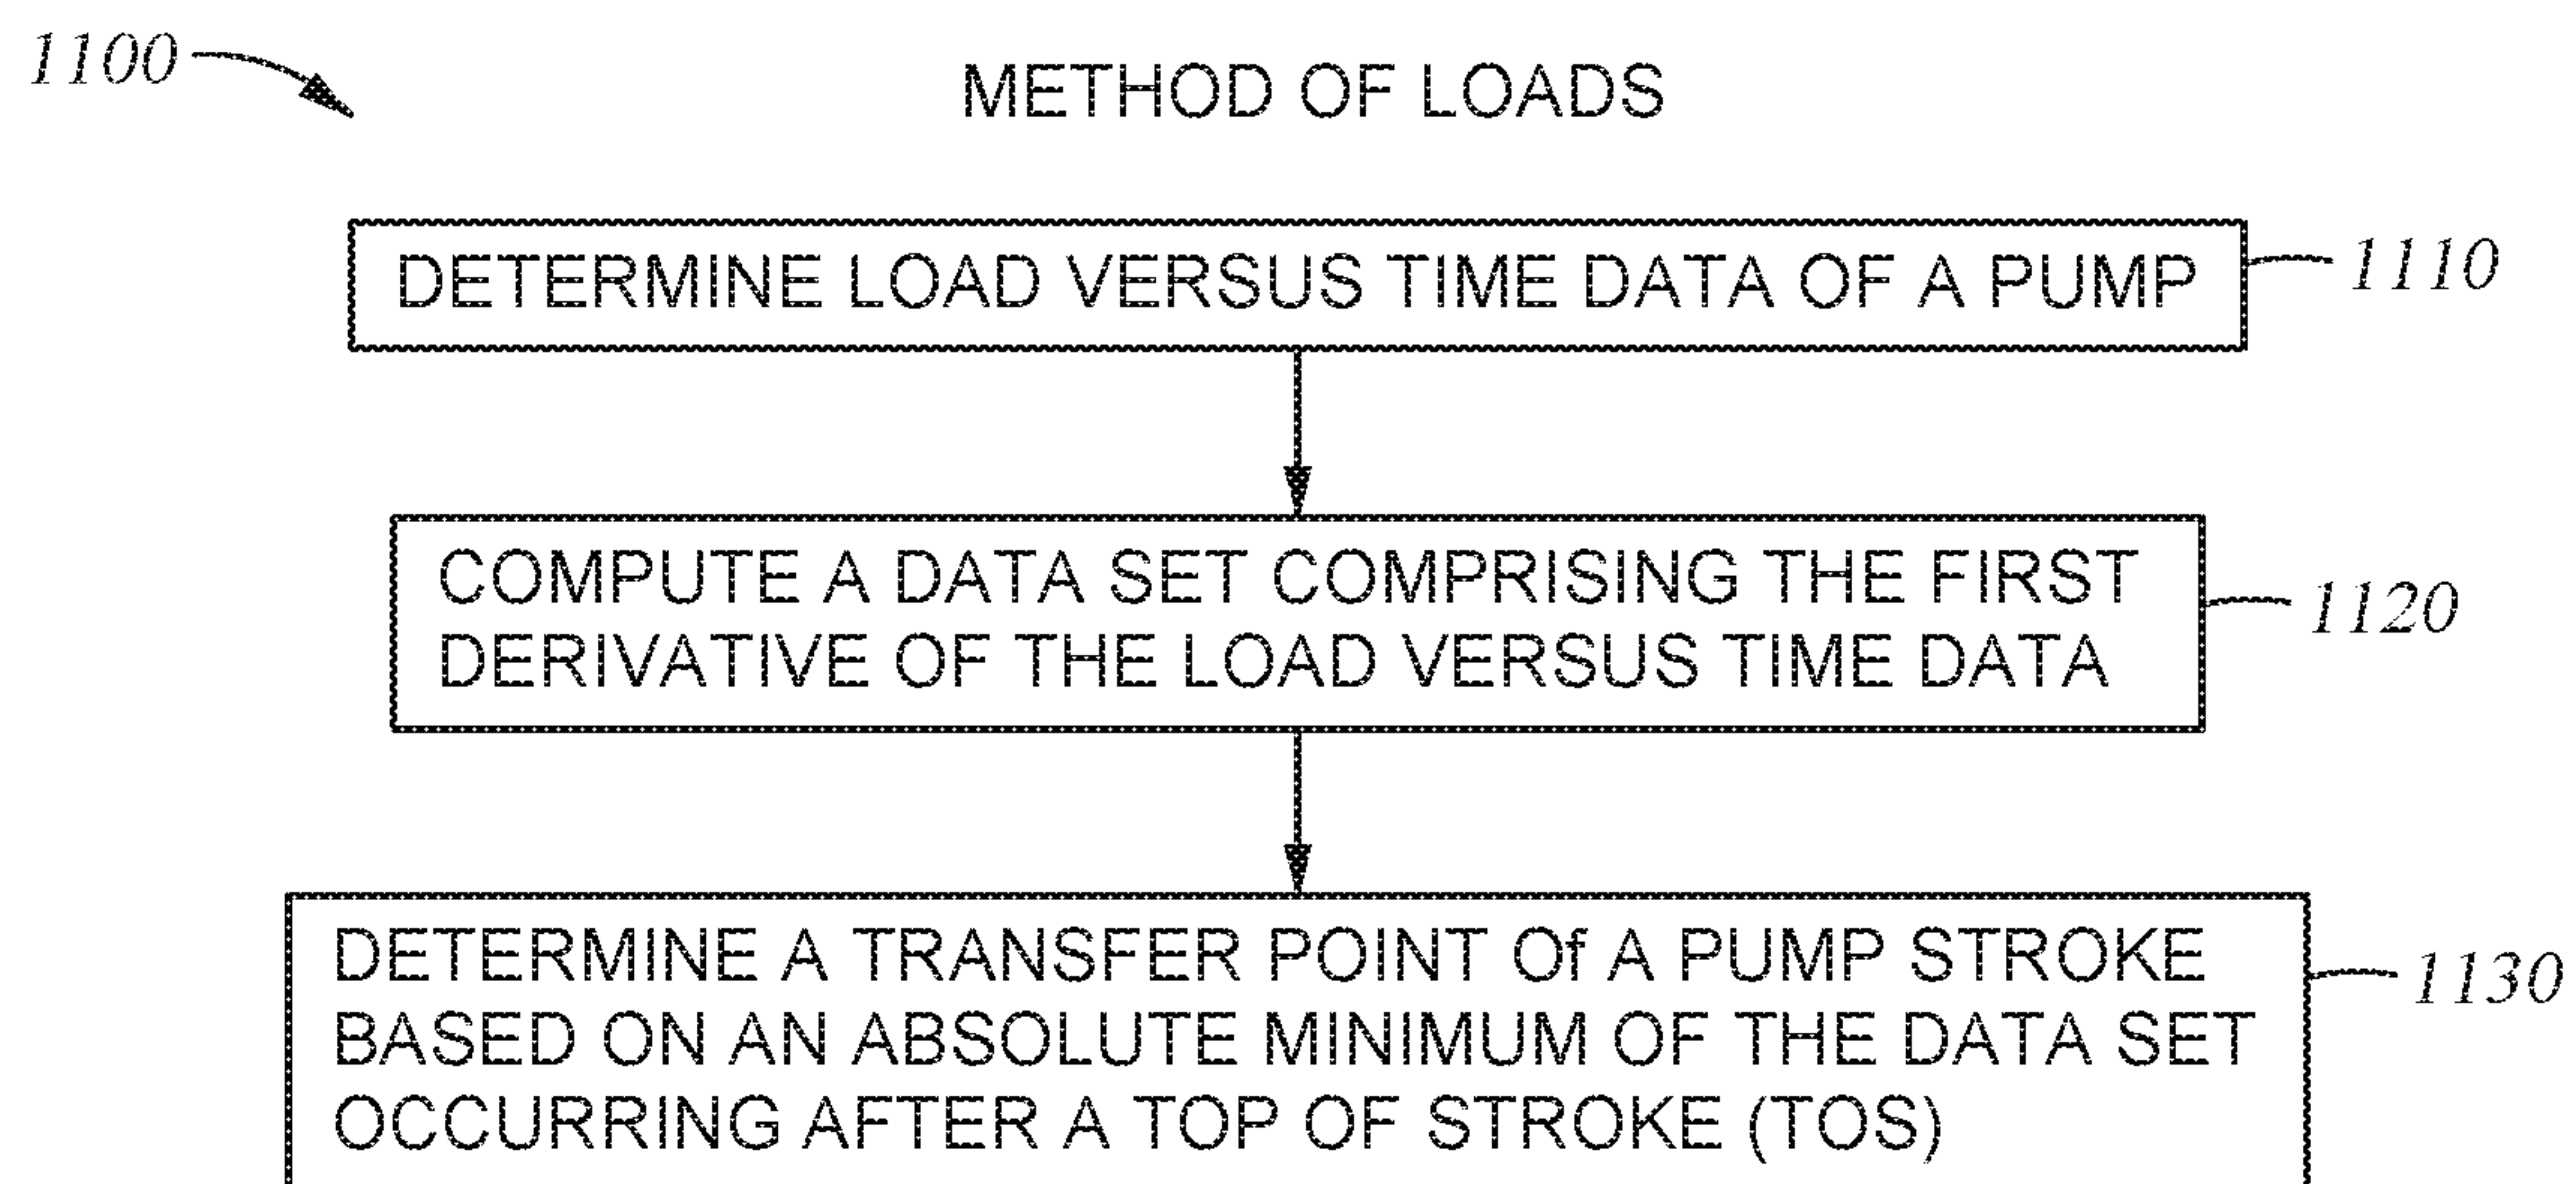 1100
METHOD OF LOADS
DETERMINE LOAD VERSUS TIME DATA OF A PUMP
1110
COMPUTE A DATA SET COMPRISING THE FIRST
DERIVATIVE OF THE LOAD VERSUS TIME DATA
1120
DETERMINE A TRANSFER POINT Of A PUMP STROKE
BASED ON AN ABSOLUTE MINIMUM OF THE DATA SET
OCCURRING AFTER A TOP OF STROKE (TOS)
1130